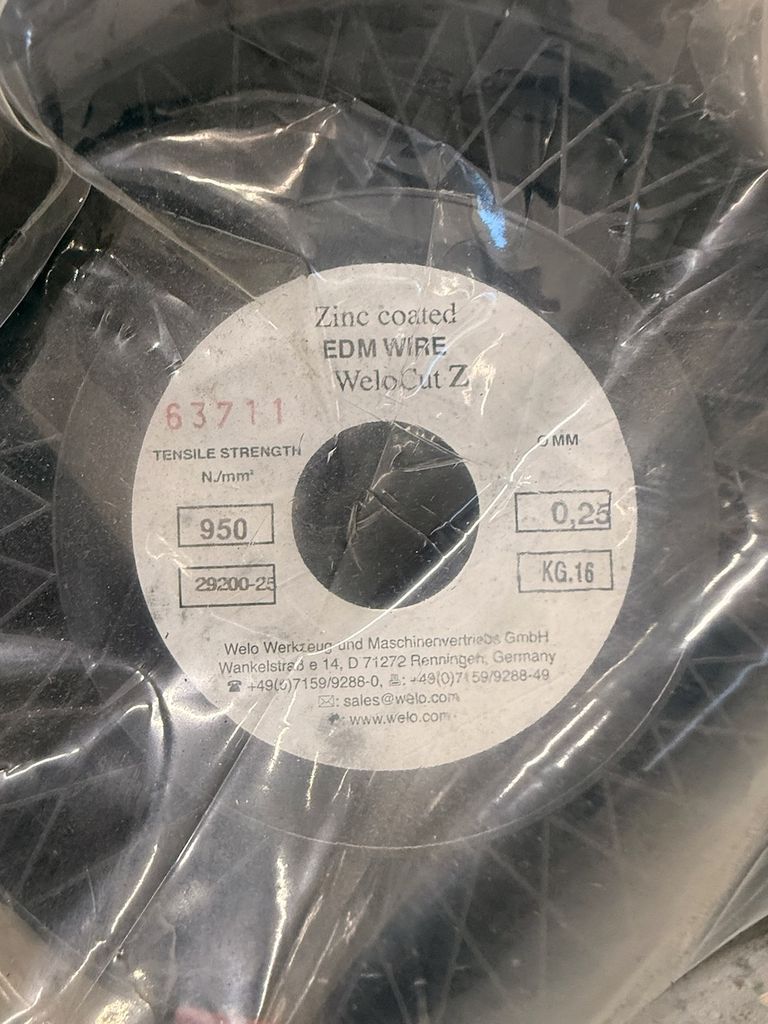 Zinc coated
EDM WIRE
WeloCut Z
63711
TENSILE STRENGTH
N./mm²
950
29200-25
Ø MM
0,25
KG.16
Welo Werkzeug und Maschinenvertriebs GmbH
Wankelstraß e 14, D 71272 Renningen, Germany
☎ +49(0)7159/9288-0, 🖷: +49(0)7159/9288-49
✉: sales@welo.com
: www.welo.com